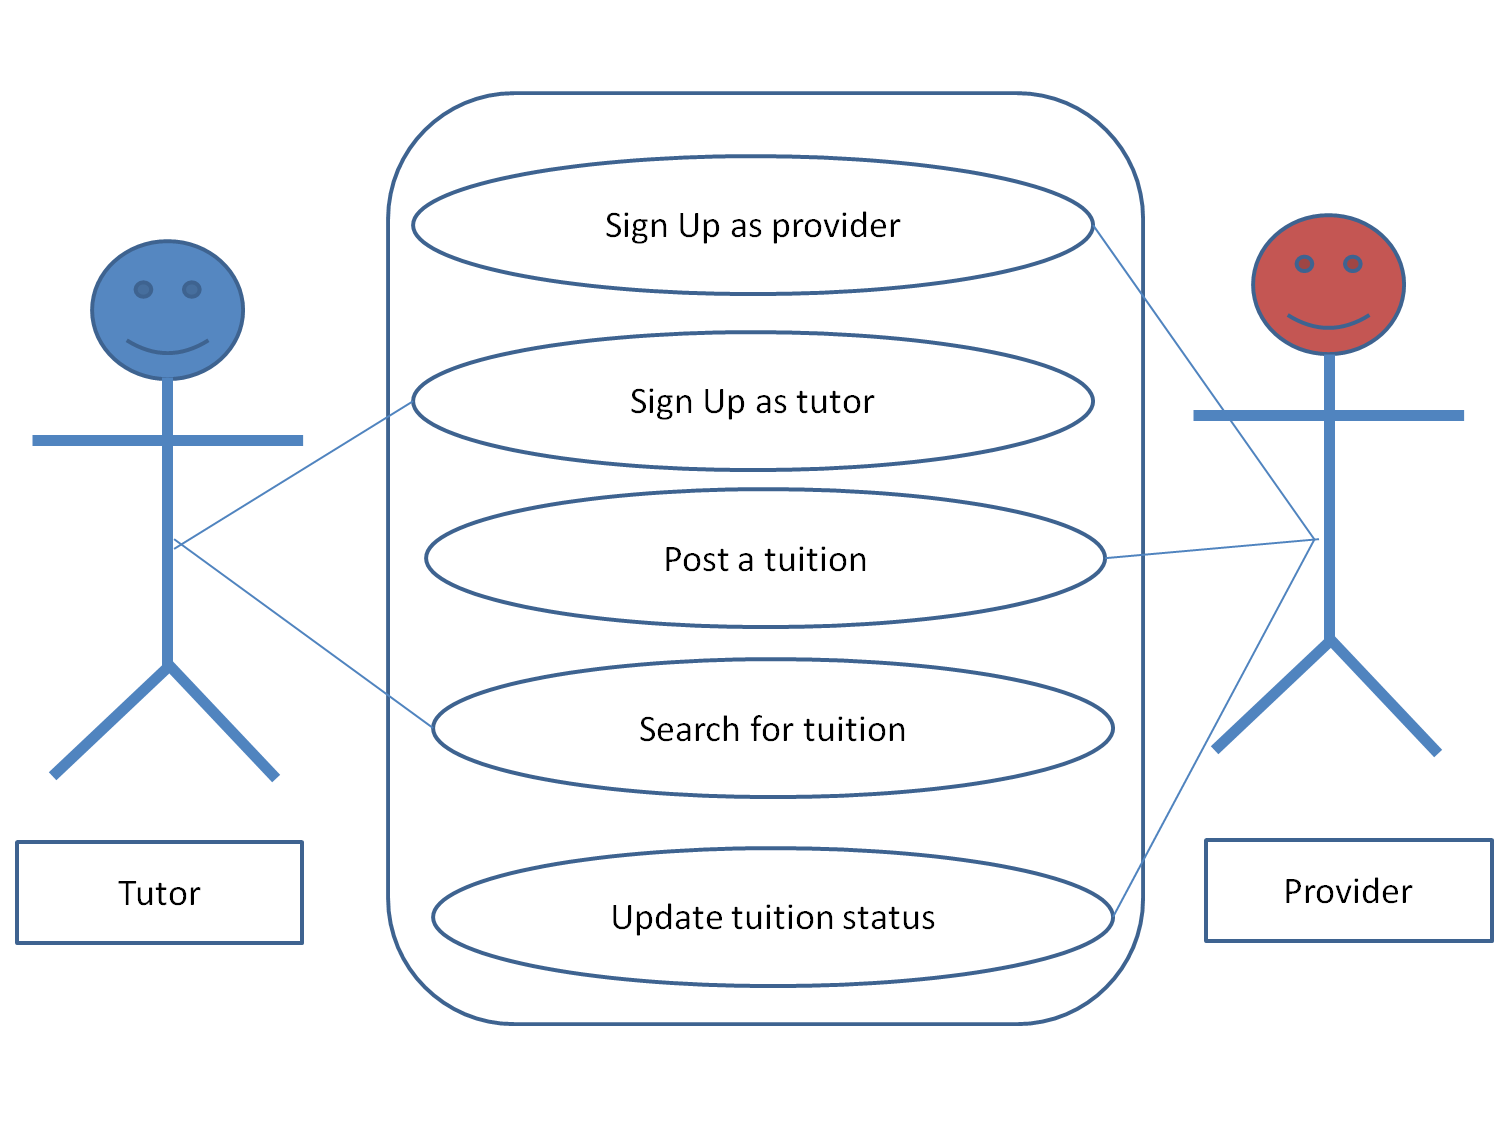 Sign Up as provider
Sign Up as tutor
Post a tuition
Search for tuition
Update tuition status
Tutor
Provider